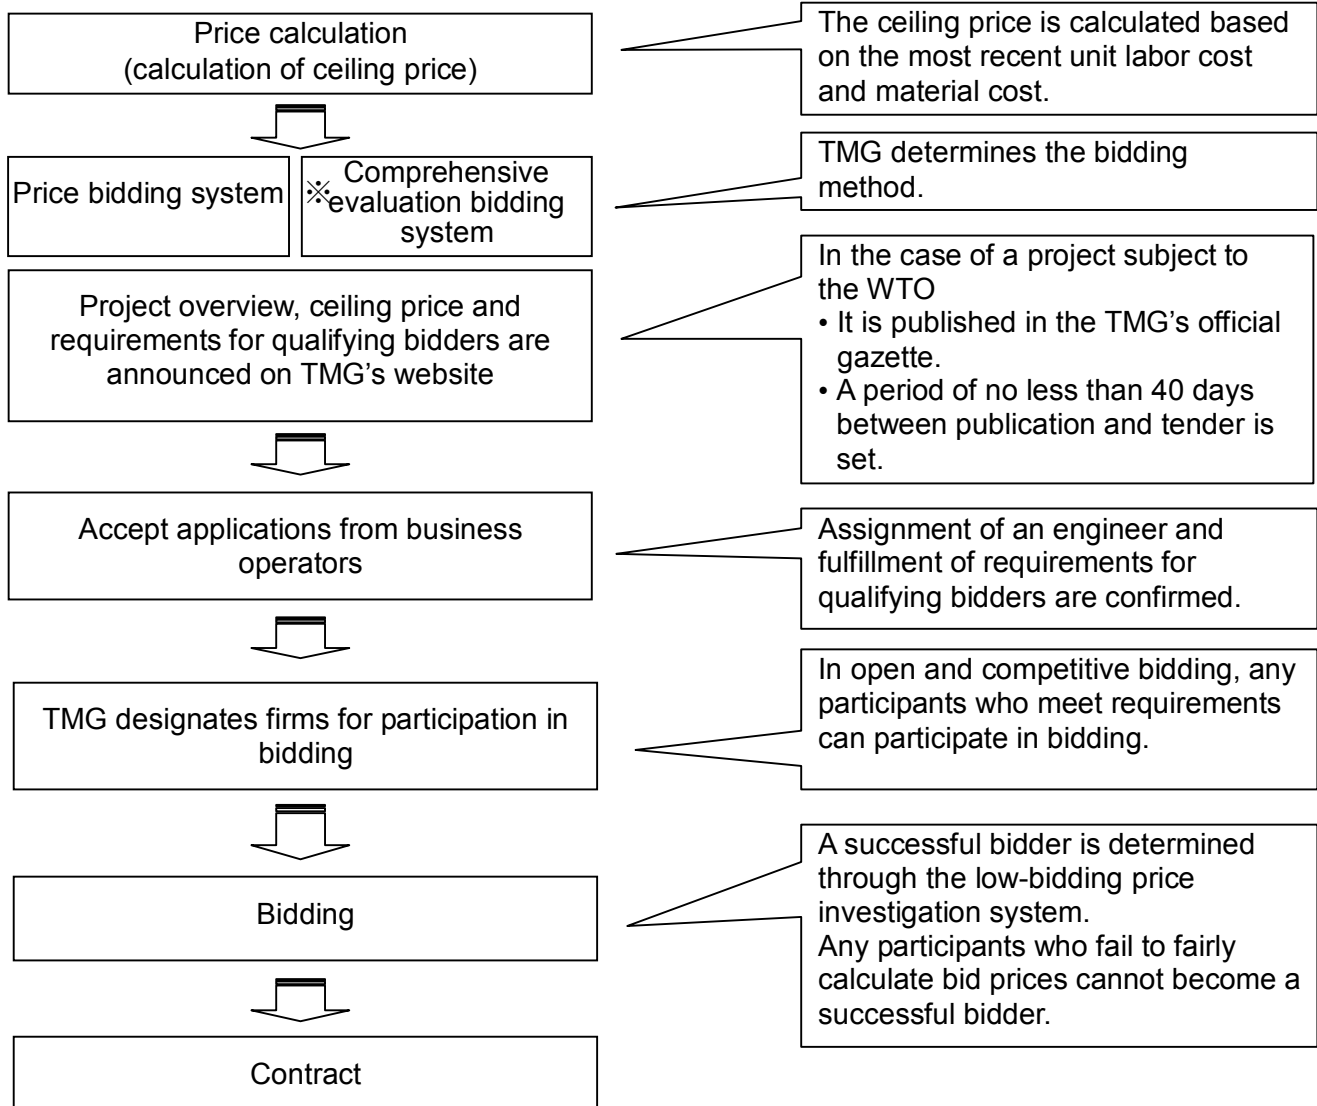 Price calculation
(calculation of ceiling price)
The ceiling price is calculated based
on the most recent unit labor cost
and material cost.
Price bidding system
※Comprehensive
evaluation bidding
system
TMG determines the bidding
method.
Project overview, ceiling price and
requirements for qualifying bidders are
announced on TMG’s website
In the case of a project subject to
the WTO
• It is published in the TMG’s official
gazette.
• A period of no less than 40 days
between publication and tender is
set.
Accept applications from business
operators
Assignment of an engineer and
fulfillment of requirements for
qualifying bidders are confirmed.
TMG designates firms for participation in
bidding
In open and competitive bidding, any
participants who meet requirements
can participate in bidding.
Bidding
A successful bidder is determined
through the low-bidding price
investigation system.
Any participants who fail to fairly
calculate bid prices cannot become a
successful bidder.
Contract